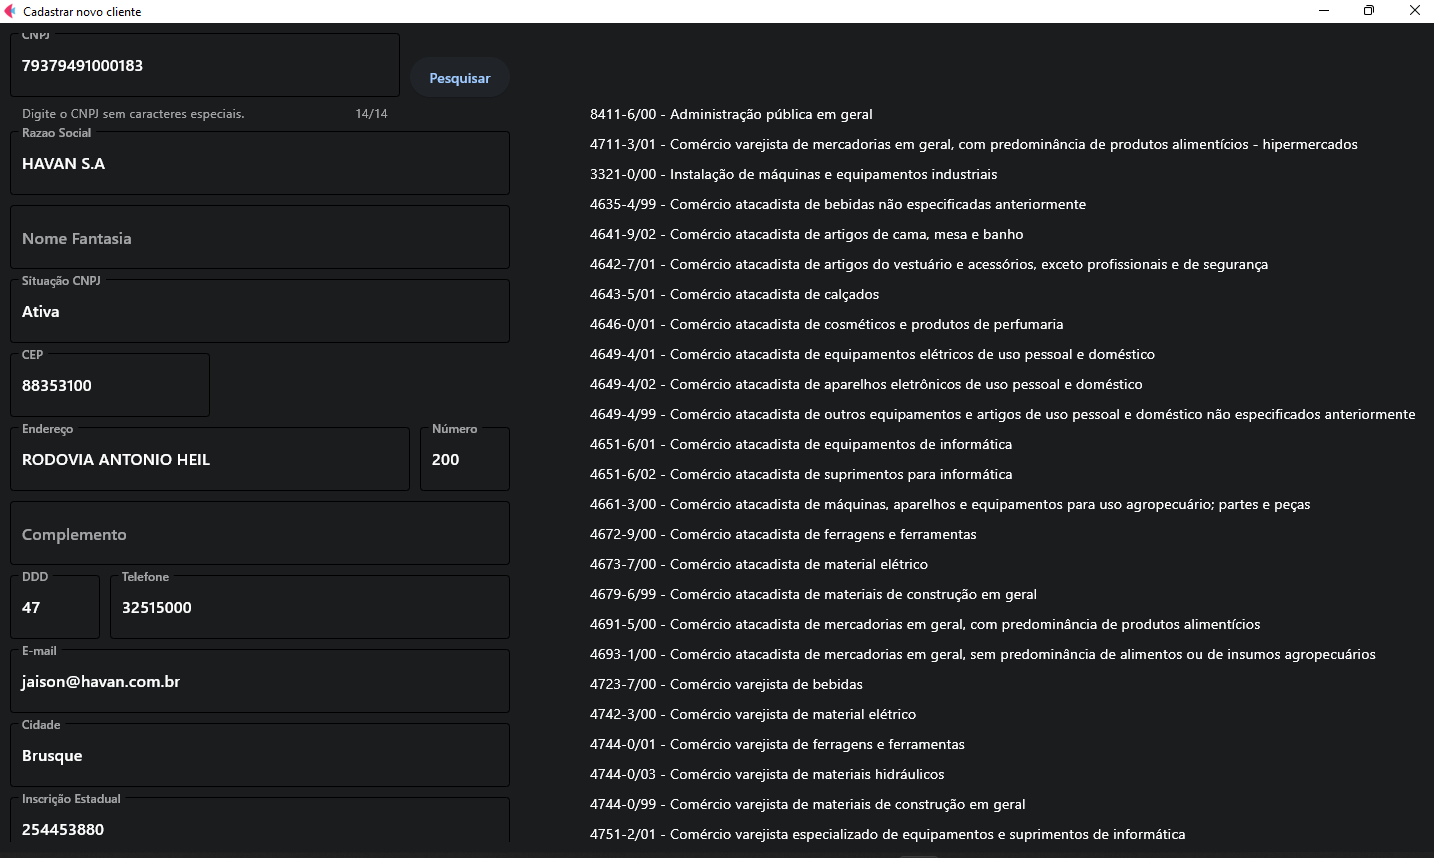 Cadastrar novo cliente
CNPJ
79379491000183
Pesquisar
Digite o CNPJ sem caracteres especiais.
14/14
Razao Social
HAVAN S.A
Nome Fantasia
Situação CNPJ
Ativa
CEP
88353100
Endereço
RODOVIA ANTONIO HEIL
Número
200
Complemento
DDD
47
Telefone
32515000
E-mail
jaison@havan.com.br
Cidade
Brusque
Inscrição Estadual
254453880
8411-6/00 - Administração pública em geral
4711-3/01 - Comércio varejista de mercadorias em geral, com predominância de produtos alimentícios - hipermercados
3321-0/00 - Instalação de máquinas e equipamentos industriais
4635-4/99 - Comércio atacadista de bebidas não especificadas anteriormente
4641-9/02 - Comércio atacadista de artigos de cama, mesa e banho
4642-7/01 - Comércio atacadista de artigos do vestuário e acessórios, exceto profissionais e de segurança
4643-5/01 - Comércio atacadista de calçados
4646-0/01 - Comércio atacadista de cosméticos e produtos de perfumaria
4649-4/01 - Comércio atacadista de equipamentos elétricos de uso pessoal e doméstico
4649-4/02 - Comércio atacadista de aparelhos eletrônicos de uso pessoal e doméstico
4649-4/99 - Comércio atacadista de outros equipamentos e artigos de uso pessoal e doméstico não especificados anteriormente
4651-6/01 - Comércio atacadista de equipamentos de informática
4651-6/02 - Comércio atacadista de suprimentos para informática
4661-3/00 - Comércio atacadista de máquinas, aparelhos e equipamentos para uso agropecuário; partes e peças
4672-9/00 - Comércio atacadista de ferragens e ferramentas
4673-7/00 - Comércio atacadista de material elétrico
4679-6/99 - Comércio atacadista de materiais de construção em geral
4691-5/00 - Comércio atacadista de mercadorias em geral, com predominância de produtos alimentícios
4693-1/00 - Comércio atacadista de mercadorias em geral, sem predominância de alimentos ou de insumos agropecuários
4723-7/00 - Comércio varejista de bebidas
4742-3/00 - Comércio varejista de material elétrico
4744-0/01 - Comércio varejista de ferragens e ferramentas
4744-0/03 - Comércio varejista de materiais hidráulicos
4744-0/99 - Comércio varejista de materiais de construção em geral
4751-2/01 - Comércio varejista especializado de equipamentos e suprimentos de informática